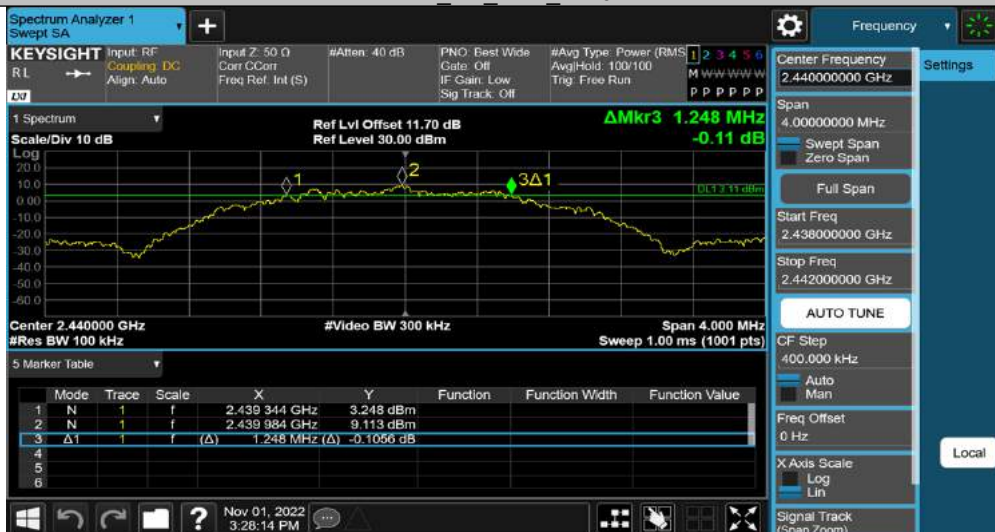 Spectrum Analyzer 1
Swept SA
+
Frequency
KEYSIGHT
Input: RF
Input Z: 50 Ω
#Atten: 40 dB
PNO: Best Wide
#Avg Type: Power (RMS
1 2 3 4 5 6
RL
Coupling: DC
Corr CCorr
Gate: Off
Avg|Hold: 100/100
M W W W W W
Align: Auto
Freq Ref: Int (S)
IF Gain: Low
Trig: Free Run
P P P P P P
Sig Track: Off
LXI
1 Spectrum
Ref Lvl Offset 11.70 dB
ΔMkr3 1.248 MHz
Scale/Div 10 dB
Ref Level 30.00 dBm
-0.11 dB
Log
20.0
10.0
0.00
-10.0
-20.0
-30.0
-40.0
-50.0
-60.0
1
2
3Δ1
DL1 3.11 dBm
Center 2.440000 GHz
#Video BW 300 kHz
Span 4.000 MHz
#Res BW 100 kHz
Sweep 1.00 ms (1001 pts)
5 Marker Table
Mode Trace Scale X Y Function Function Width Function Value
1 N 1 f 2.439 344 GHz 3.248 dBm
2 N 1 f 2.439 984 GHz 9.113 dBm
3 Δ1 1 f (Δ) 1.248 MHz (Δ) -0.1056 dB
4
5
6
?
Nov 01, 2022
3:28:14 PM
Center Frequency
2.440000000 GHz
Span
4.00000000 MHz
Swept Span
Zero Span
Full Span
Start Freq
2.438000000 GHz
Stop Freq
2.442000000 GHz
AUTO TUNE
CF Step
400.000 kHz
Auto
Man
Freq Offset
0 Hz
X Axis Scale
Log
Lin
Signal Track
(Span Zoom)
Settings
Local